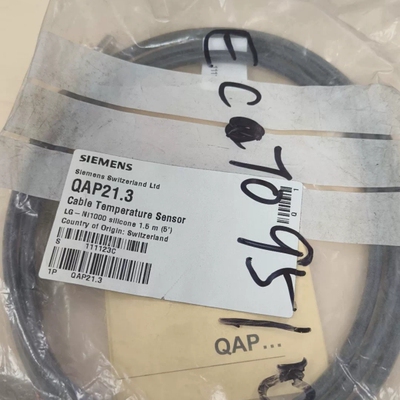 SIEMENS
Siemens Switzerland Ltd
QAP21.3
Cable Temperature Sensor
LG-Ni1000 silicone 1.5 m (5')
Country of Origin: Switzerland
S
111123C
1P QAP21.3
QAP...